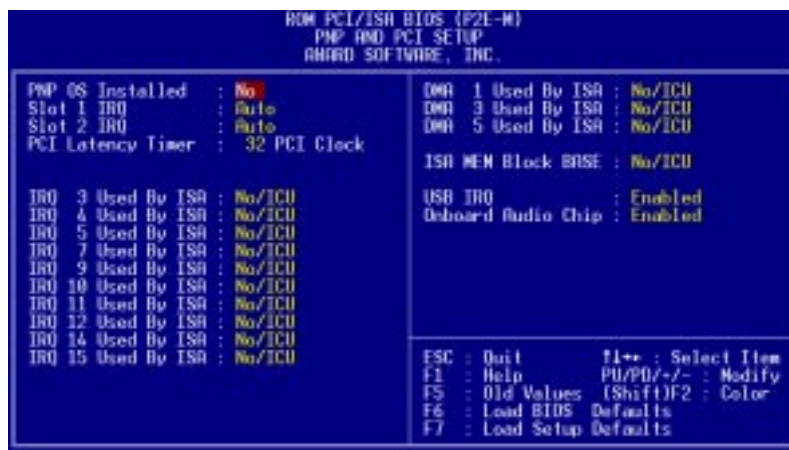 ROM PCI/ISA BIOS (P2E-M)
PNP AND PCI SETUP
AWARD SOFTWARE, INC.
PNP OS Installed : No
Slot 1 IRQ : Auto
Slot 2 IRQ : Auto
PCI Latency Timer : 32 PCI Clock
IRQ 3 Used By ISA : No/ICU
IRQ 4 Used By ISA : No/ICU
IRQ 5 Used By ISA : No/ICU
IRQ 7 Used By ISA : No/ICU
IRQ 9 Used By ISA : No/ICU
IRQ 10 Used By ISA : No/ICU
IRQ 11 Used By ISA : No/ICU
IRQ 12 Used By ISA : No/ICU
IRQ 14 Used By ISA : No/ICU
IRQ 15 Used By ISA : No/ICU
DMA 1 Used By ISA : No/ICU
DMA 3 Used By ISA : No/ICU
DMA 5 Used By ISA : No/ICU
ISA MEM Block BASE : No/ICU
USB IRQ : Enabled
Onboard Audio Chip : Enabled
ESC : Quit ↑↓→← : Select Item
F1 : Help PU/PD/+/- : Modify
F5 : Old Values (Shift)F2 : Color
F6 : Load BIOS Defaults
F7 : Load Setup Defaults